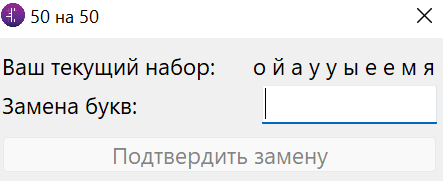 50 на 50
Ваш текущий набор: о й а у у ы е е м я
Замена букв:
Подтвердить замену